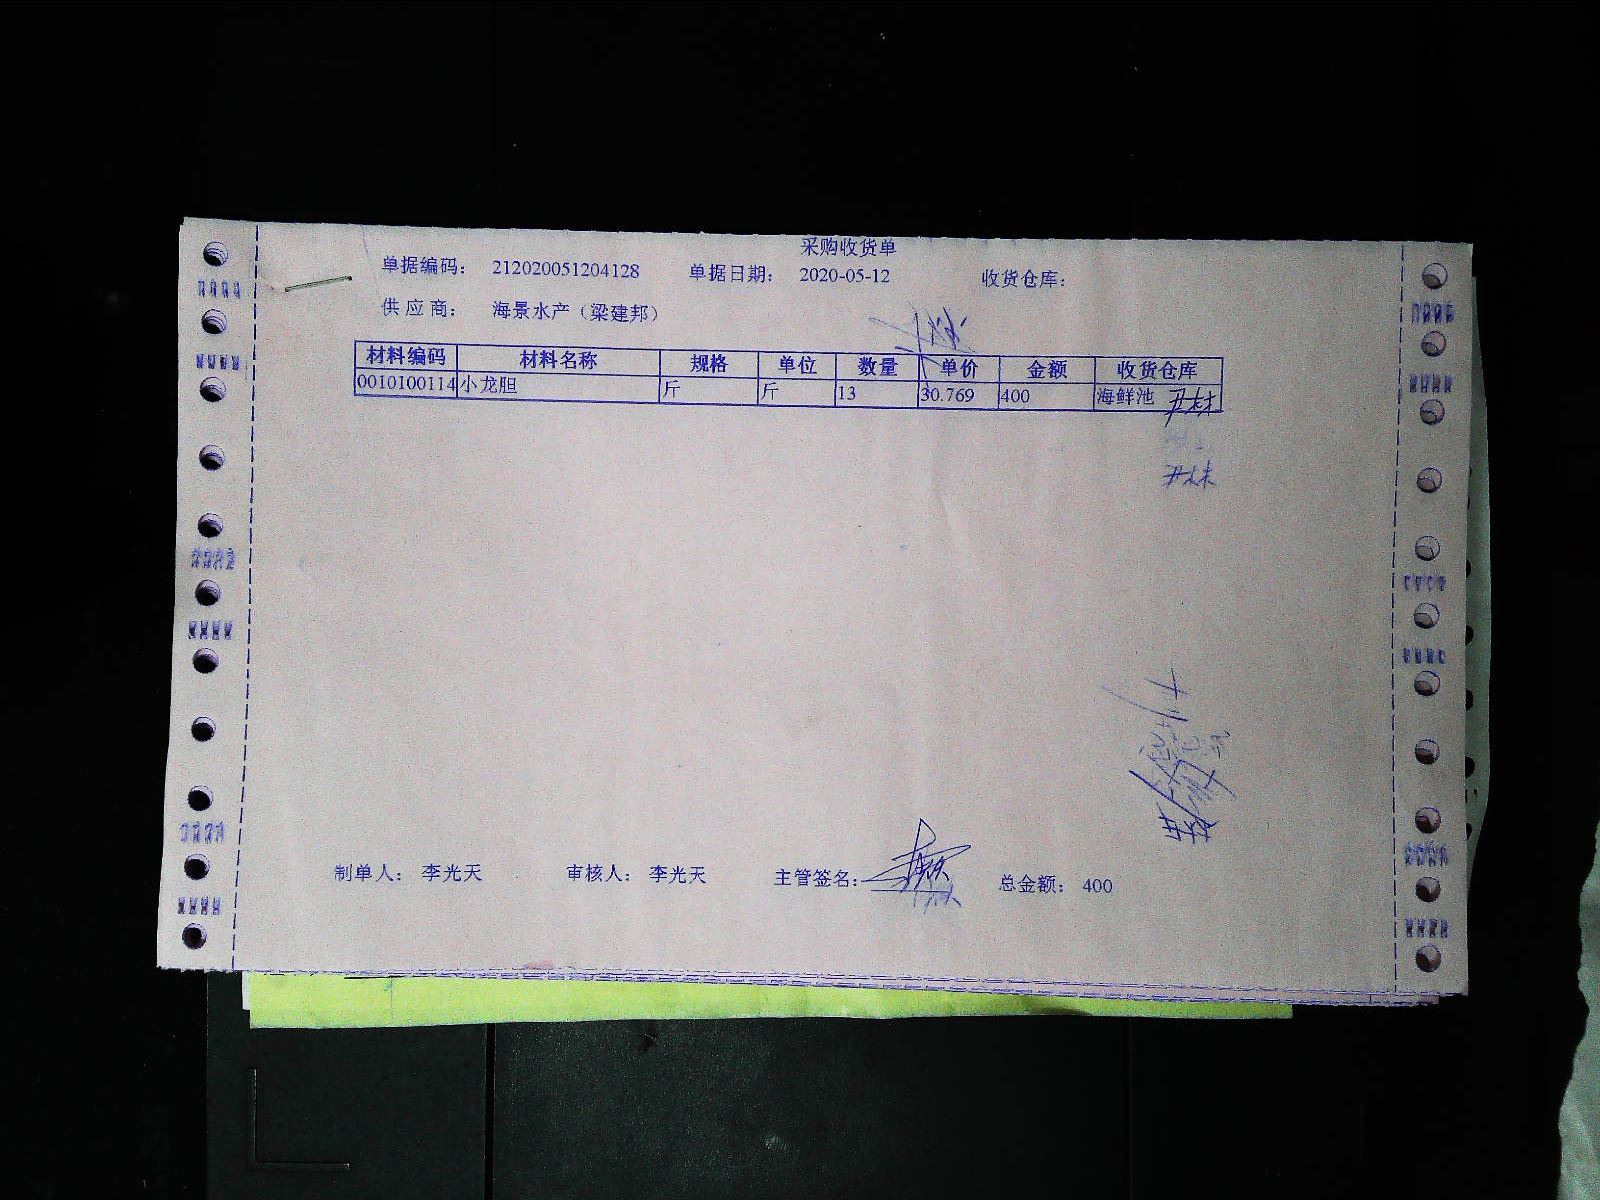 采购收货单
单据编码： 212020051204128 单据日期： 2020-05-12 收货仓库：
供 应 商： 海景水产（梁建邦）
材料编码 材料名称 规格 单位 数量 单价 金额 收货仓库
0010100114 小龙胆 斤 斤 13 30.769 400 海鲜池
制单人： 李光天 审核人： 李光天 主管签名： 总金额： 400